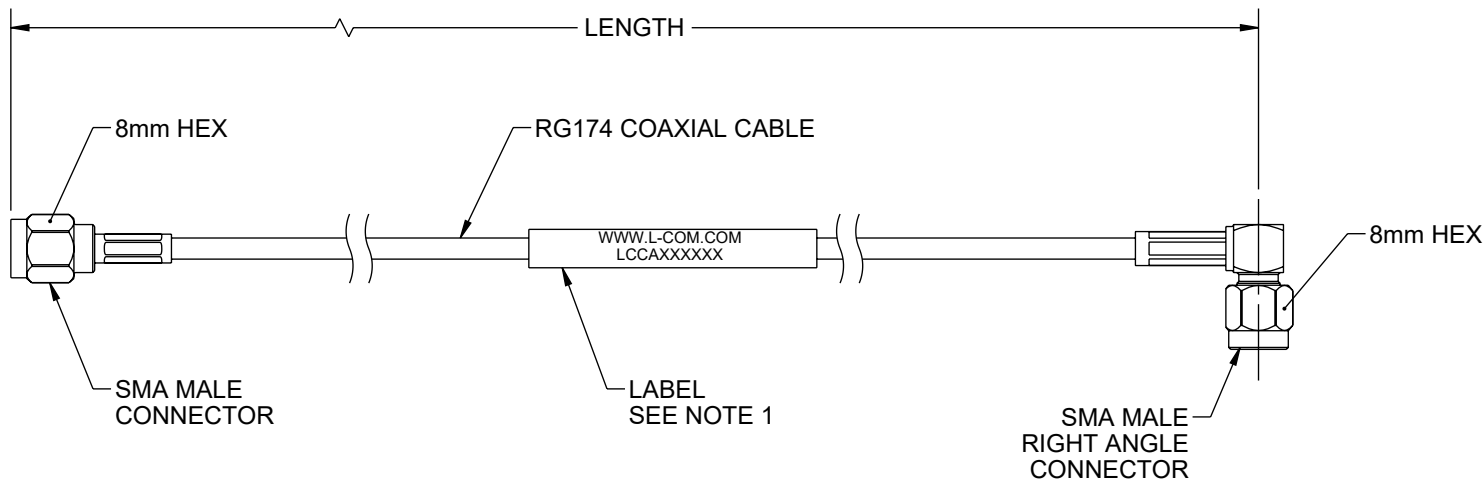 LENGTH
8mm HEX
RG174 COAXIAL CABLE
WWW.L-COM.COM
LCCAXXXXXX
8mm HEX
SMA MALE
CONNECTOR
LABEL
SEE NOTE 1
SMA MALE
RIGHT ANGLE
CONNECTOR